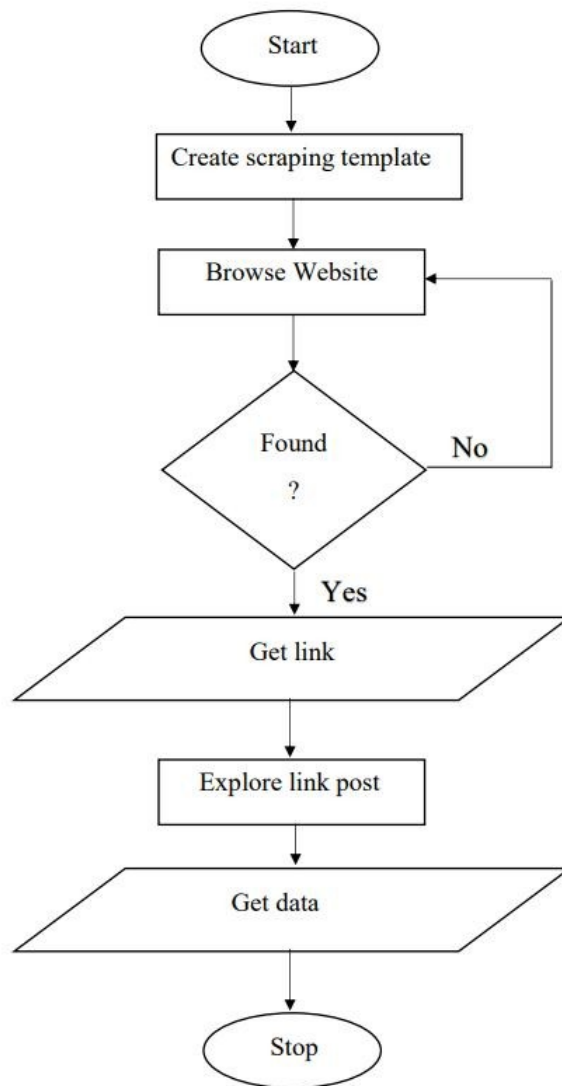 Start
Create scraping template
Browse Website
Found
?
No
Yes
Get link
Explore link post
Get data
Stop